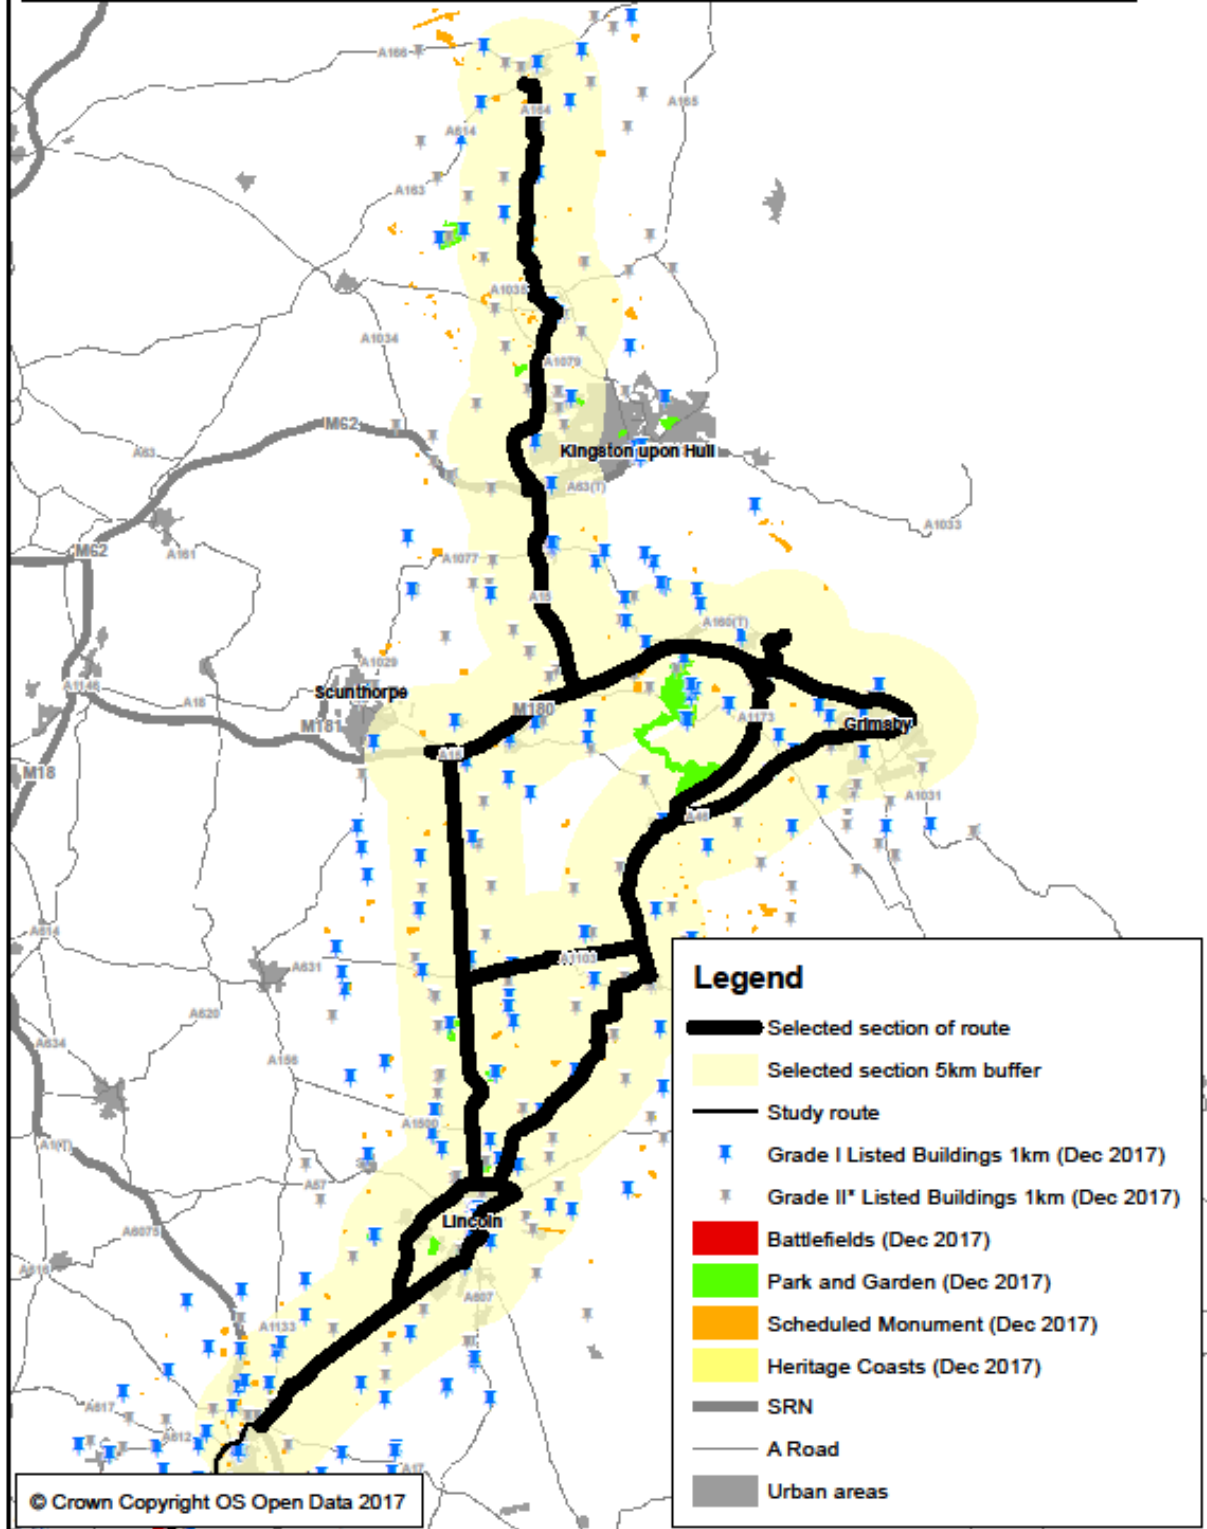 A166
A164
A165
A614
A163
A1035
A1034
A1079
M62
A63
Kingston upon Hull
A63(T)
A1033
M62
A161
A1077
A15
A160(T)
A1029
A1146
Scunthorpe
A18
M180
A1173
M181
Grimsby
A15
M18
A1031
A46
A614
A1103
A631
A620
A634
A156
A1500
A1(T)
A57
Lincoln
A6075
A616
A607
A1133
A617
A612
A17
Legend
Selected section of route
Selected section 5km buffer
Study route
Grade I Listed Buildings 1km (Dec 2017)
Grade II* Listed Buildings 1km (Dec 2017)
Battlefields (Dec 2017)
Park and Garden (Dec 2017)
Scheduled Monument (Dec 2017)
Heritage Coasts (Dec 2017)
SRN
A Road
Urban areas
© Crown Copyright OS Open Data 2017